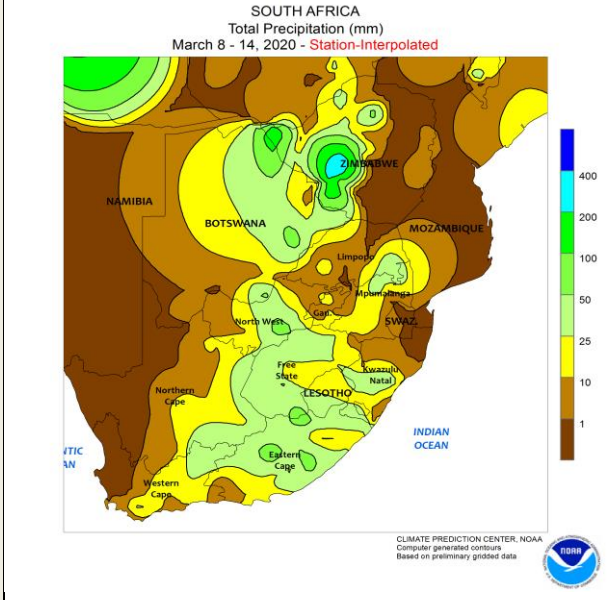 SOUTH AFRICA
Total Precipitation (mm)
March 8 - 14, 2020 - Station-Interpolated
ZIMBABWE
NAMIBIA
BOTSWANA
MOZAMBIQUE
Limpopo
Mpumalanga
North West
Gau.
SWAZ.
Free
State
Kwazulu
Natal
LESOTHO
Northern
Cape
Eastern
Cape
Western
Cape
NTIC
AN
INDIAN
OCEAN
400
200
100
50
25
10
1
CLIMATE PREDICTION CENTER, NOAA
Computer generated contours
Based on preliminary gridded data
NOAA